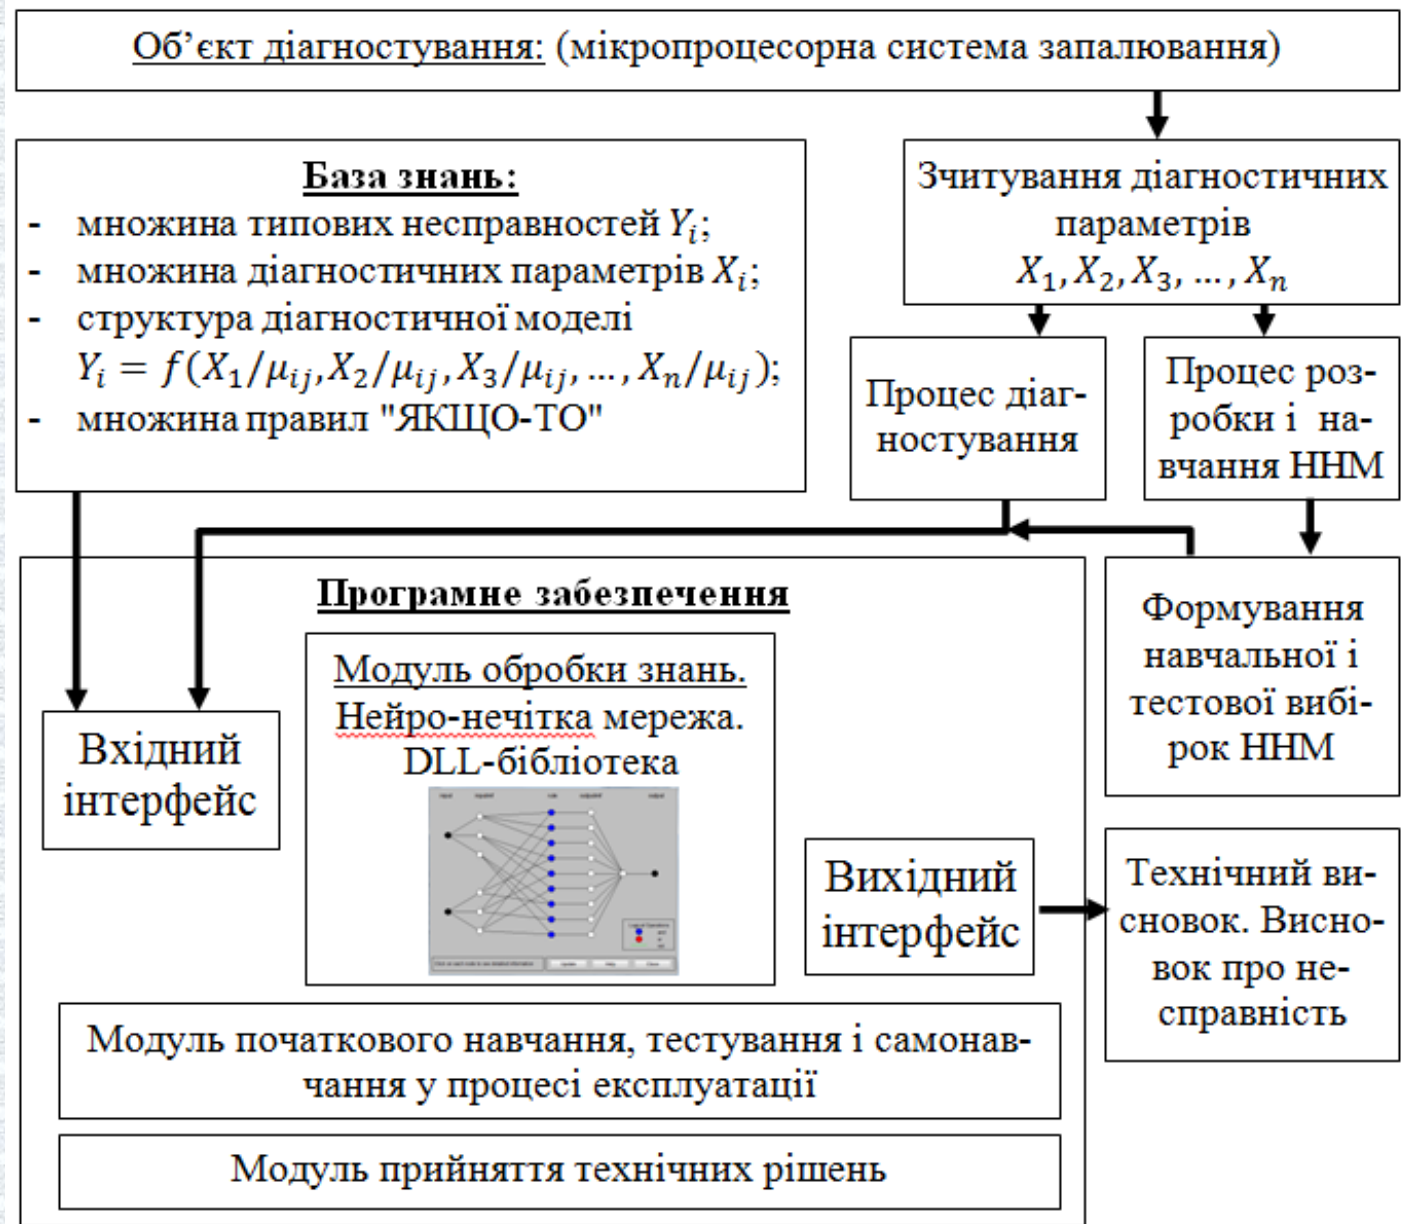 Об’єкт діагностування: (мікропроцесорна система запалювання)
База знань:
- множина типових несправностей Yᵢ;
- множина діагностичних параметрів Xᵢ;
- структура діагностичної моделі
Yᵢ = f(X₁/μᵢⱼ, X₂/μᵢⱼ, X₃/μᵢⱼ, …, Xₙ/μᵢⱼ);
- множина правил "ЯКЩО-ТО"
Зчитування діагностичних
параметрів
X₁, X₂, X₃, …, Xₙ
Процес діаг-
ностування
Процес роз-
робки і на-
вчання ННМ
Формування
навчальної і
тестової вибі-
рок ННМ
Програмне забезпечення
Вхідний
інтерфейс
Модуль обробки знань.
Нейро-нечітка мережа.
DLL-бібліотека
input
rule
output
Вихідний
інтерфейс
Технічний ви-
сновок. Висно-
вок про не-
справність
Модуль початкового навчання, тестування і самонав-
чання у процесі експлуатації
Модуль прийняття технічних рішень